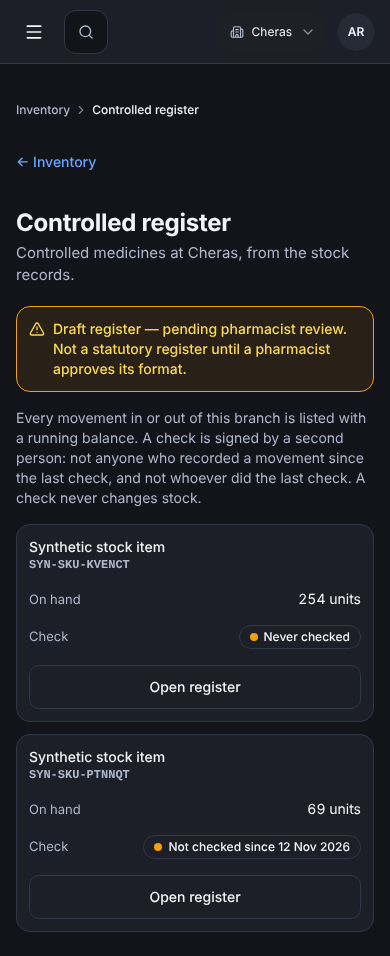 Cheras
AR
Inventory > Controlled register
← Inventory
Controlled register
Controlled medicines at Cheras, from the stock
records.
Draft register — pending pharmacist review.
Not a statutory register until a pharmacist
approves its format.
Every movement in or out of this branch is listed with
a running balance. A check is signed by a second
person: not anyone who recorded a movement since
the last check, and not whoever did the last check. A
check never changes stock.
Synthetic stock item
SYN-SKU-KVENCT
On hand 254 units
Check Never checked
Open register
Synthetic stock item
SYN-SKU-PTNNQT
On hand 69 units
Check Not checked since 12 Nov 2026
Open register